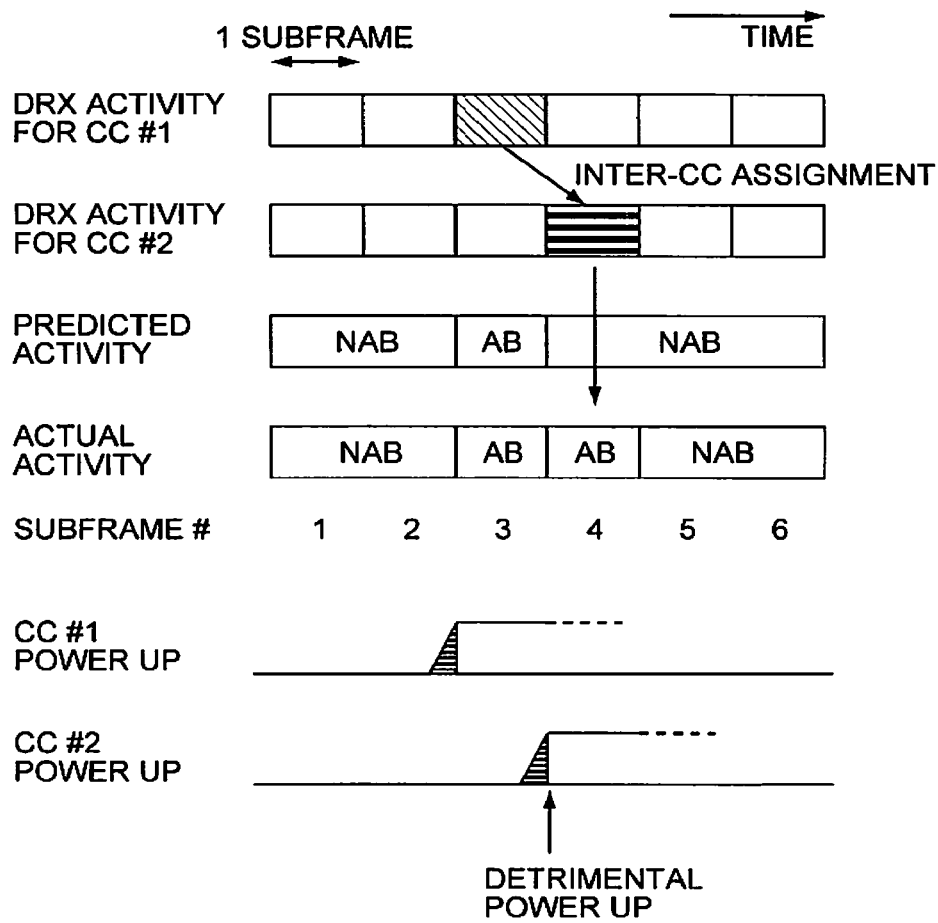 1 SUBFRAME
TIME
DRX ACTIVITY
FOR CC #1
INTER-CC ASSIGNMENT
DRX ACTIVITY
FOR CC #2
PREDICTED
ACTIVITY
NAB AB NAB
ACTUAL
ACTIVITY
NAB AB AB NAB
SUBFRAME # 1 2 3 4 5 6
CC #1
POWER UP
CC #2
POWER UP
DETRIMENTAL
POWER UP